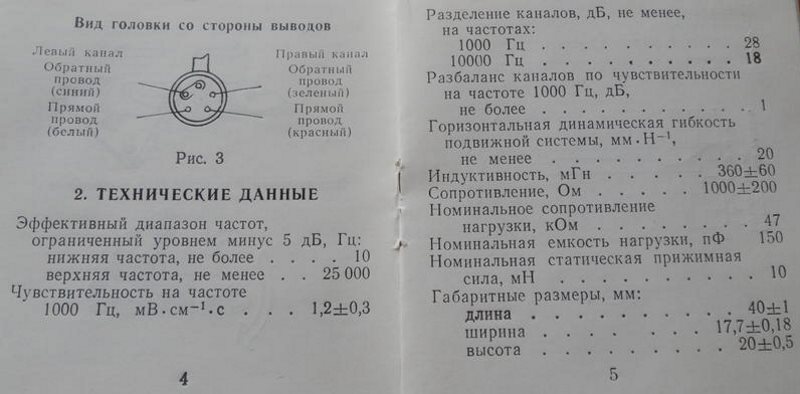 Вид головки со стороны выводов
Левый канал
Обратный
провод
(синий)
Прямой
провод
(белый)
Правый канал
Обратный
провод
(зеленый)
Прямой
провод
(красный)
Рис. 3
2. ТЕХНИЧЕСКИЕ ДАННЫЕ
Эффективный диапазон частот,
ограниченный уровнем минус 5 дБ, Гц:
нижняя частота, не более . . . . 10
верхняя частота, не менее . . 25 000
Чувствительность на частоте
1000 Гц, мВ·см⁻¹·с . . . 1,2±0,3
4
Разделение каналов, дБ, не менее,
на частотах:
1000 Гц . . . . . . . . . 28
10000 Гц . . . . . . . . . 18
Разбаланс каналов по чувствительности
на частоте 1000 Гц, дБ,
не более . . . . . . . . . . 1
Горизонтальная динамическая гибкость
подвижной системы, мм·Н⁻¹,
не менее . . . . . . . . . . 20
Индуктивность, мГн . . . . . 360±60
Сопротивление, Ом . . . . . 1000±200
Номинальное сопротивление
нагрузки, кОм . . . . . . . . 47
Номинальная емкость нагрузки, пФ 150
Номинальная статическая прижимная
сила, мН . . . . . . . . . 10
Габаритные размеры, мм:
длина . . . . . . . . . 40±1
ширина . . . . . . . . 17,7±0,18
высота . . . . . . . . . 20±0,5
5